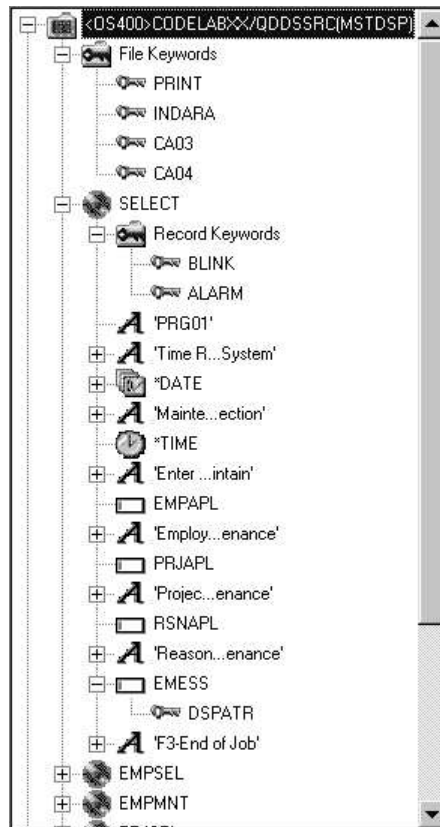 <OS400>CODELABXX/QDDSSRC(MSTDSP)
File Keywords
PRINT
INDARA
CA03
CA04
SELECT
Record Keywords
BLINK
ALARM
'PRG01'
'Time R...System'
*DATE
'Mainte...ection'
*TIME
'Enter ...intain'
EMPAPL
'Employ...enance'
PRJAPL
'Projec...enance'
RSNAPL
'Reason...enance'
EMESS
DSPATR
'F3-End of Job'
EMPSEL
EMPMNT